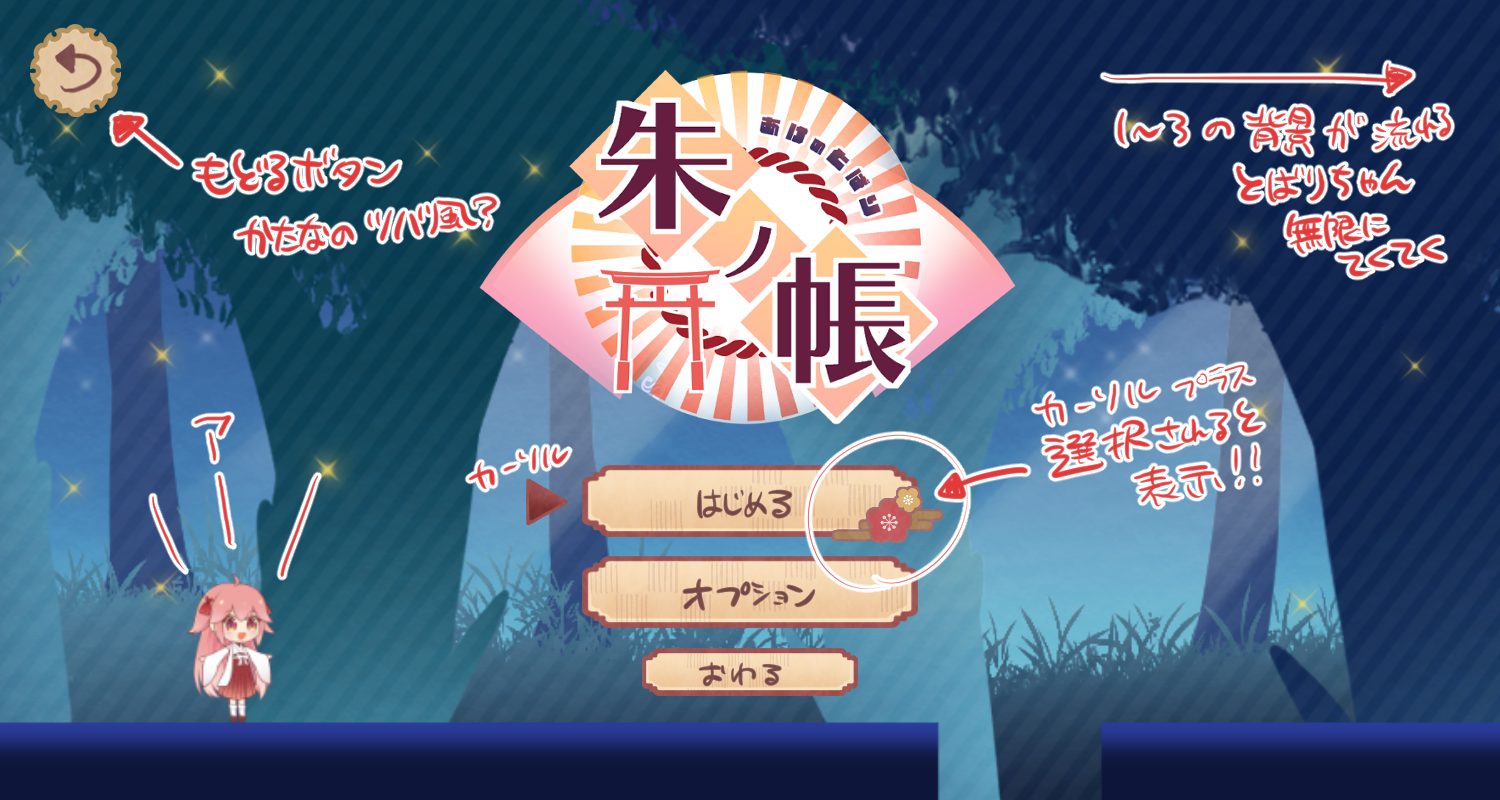 もどるボタン
かたなのツバ風?
朱ノ帳
あけのとばり
1〜3の背景が流れる
とばりちゃん
無限に
てくてく
カーソル プラス
選択されると
表示!!
カーソル
はじめる
オプション
おわる
アー